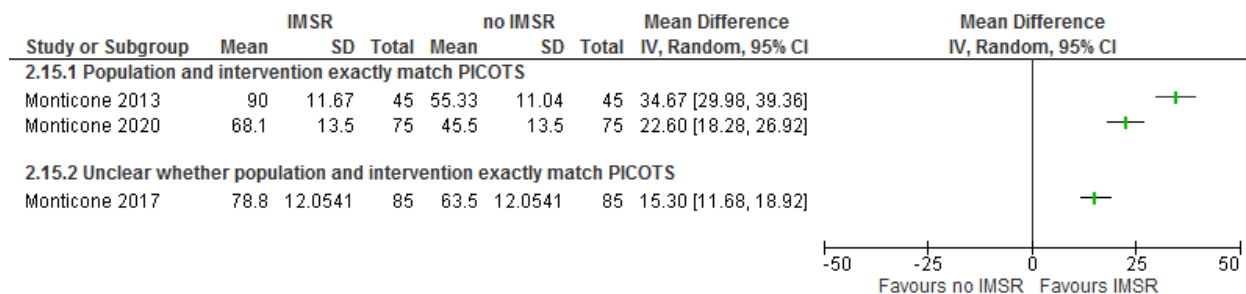 IMSR no IMSR Mean Difference Mean Difference
Study or Subgroup Mean SD Total Mean SD Total IV, Random, 95% CI IV, Random, 95% CI
2.15.1 Population and intervention exactly match PICOTS
Monticone 2013 90 11.67 45 55.33 11.04 45 34.67 [29.98, 39.36]
Monticone 2020 68.1 13.5 75 45.5 13.5 75 22.60 [18.28, 26.92]
2.15.2 Unclear whether population and intervention exactly match PICOTS
Monticone 2017 78.8 12.0541 85 63.5 12.0541 85 15.30 [11.68, 18.92]
-50 -25 0 25 50
Favours no IMSR Favours IMSR